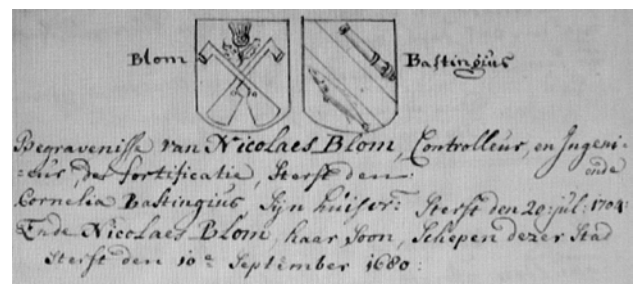 Blom
Bastingius
Begravenisse van Nicolaes Blom, Controlleur, en Ingeni-
=eur, der fortificatie, Sterft den
ende
Cornelia Bastingius Sijn huisvr: Sterft den 29: jul: 1704:
Ende Nicolaes Blom, haar Soon, Schepen dezer Stad
Sterft den 10e September 1680: